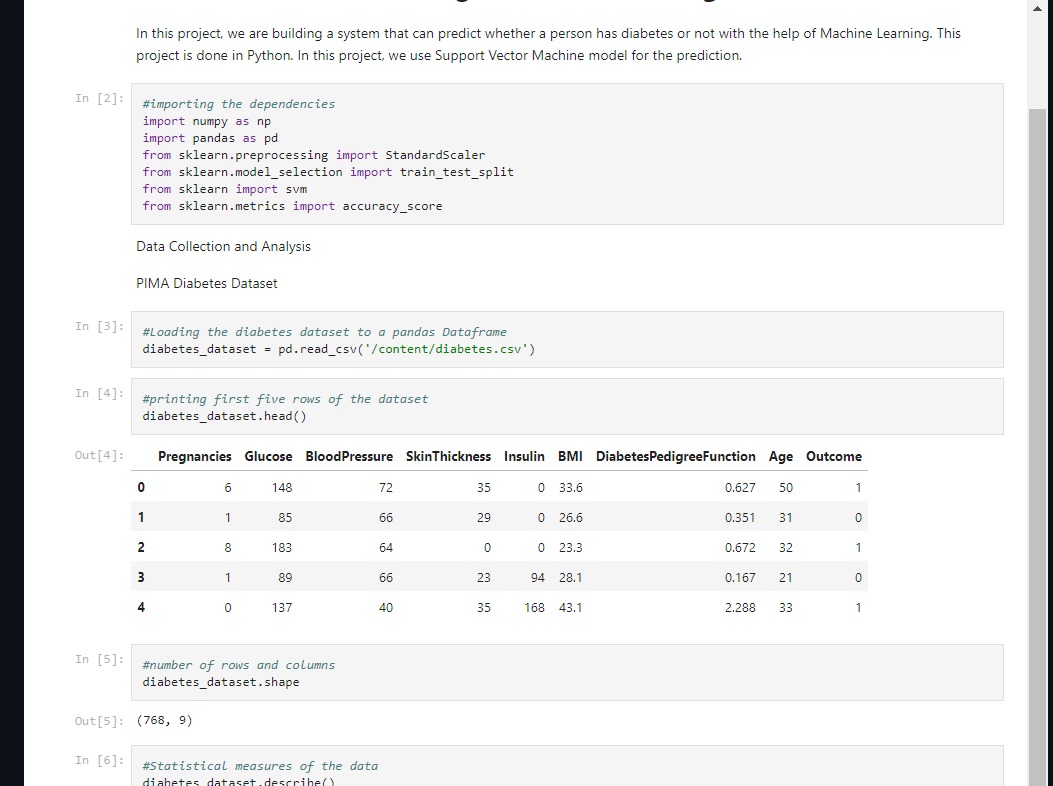 In this project, we are building a system that can predict whether a person has diabetes or not with the help of Machine Learning. This
project is done in Python. In this project, we use Support Vector Machine model for the prediction.
In [2]:
#importing the dependencies
import numpy as np
import pandas as pd
from sklearn.preprocessing import StandardScaler
from sklearn.model_selection import train_test_split
from sklearn import svm
from sklearn.metrics import accuracy_score
Data Collection and Analysis
PIMA Diabetes Dataset
In [3]:
#Loading the diabetes dataset to a pandas Dataframe
diabetes_dataset = pd.read_csv('/content/diabetes.csv')
In [4]:
#printing first five rows of the dataset
diabetes_dataset.head()
Out[4]:
Pregnancies Glucose BloodPressure SkinThickness Insulin BMI DiabetesPedigreeFunction Age Outcome
0 6 148 72 35 0 33.6 0.627 50 1
1 1 85 66 29 0 26.6 0.351 31 0
2 8 183 64 0 0 23.3 0.672 32 1
3 1 89 66 23 94 28.1 0.167 21 0
4 0 137 40 35 168 43.1 2.288 33 1
In [5]:
#number of rows and columns
diabetes_dataset.shape
Out[5]:
(768, 9)
In [6]:
#Statistical measures of the data
diabetes_dataset.describe()